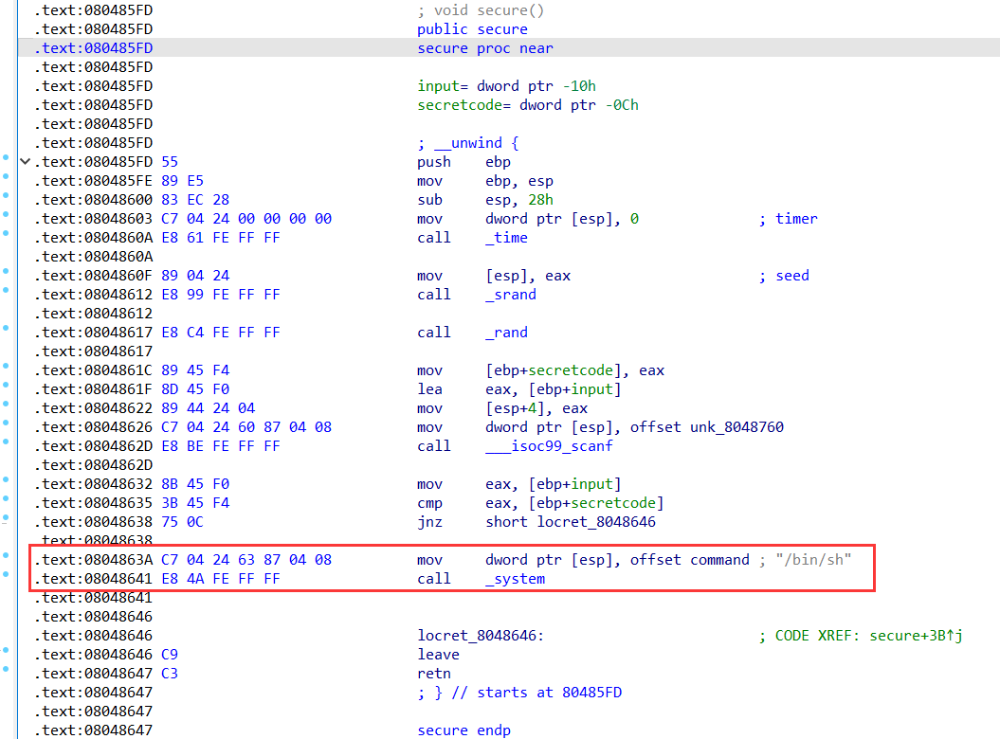 .text:080485FD ; void secure()
.text:080485FD public secure
.text:080485FD secure proc near
.text:080485FD
.text:080485FD input= dword ptr -10h
.text:080485FD secretcode= dword ptr -0Ch
.text:080485FD
.text:080485FD ; __unwind {
.text:080485FD 55 push ebp
.text:080485FE 89 E5 mov ebp, esp
.text:08048600 83 EC 28 sub esp, 28h
.text:08048603 C7 04 24 00 00 00 00 mov dword ptr [esp], 0 ; timer
.text:0804860A E8 61 FE FF FF call _time
.text:0804860A
.text:0804860F 89 04 24 mov [esp], eax ; seed
.text:08048612 E8 99 FE FF FF call _srand
.text:08048612
.text:08048617 E8 C4 FE FF FF call _rand
.text:08048617
.text:0804861C 89 45 F4 mov [ebp+secretcode], eax
.text:0804861F 8D 45 F0 lea eax, [ebp+input]
.text:08048622 89 44 24 04 mov [esp+4], eax
.text:08048626 C7 04 24 60 87 04 08 mov dword ptr [esp], offset unk_8048760
.text:0804862D E8 BE FE FF FF call ___isoc99_scanf
.text:0804862D
.text:08048632 8B 45 F0 mov eax, [ebp+input]
.text:08048635 3B 45 F4 cmp eax, [ebp+secretcode]
.text:08048638 75 0C jnz short locret_8048646
.text:08048638
.text:0804863A C7 04 24 63 87 04 08 mov dword ptr [esp], offset command ; "/bin/sh"
.text:08048641 E8 4A FE FF FF call _system
.text:08048641
.text:08048646
.text:08048646 locret_8048646: ; CODE XREF: secure+3B↑j
.text:08048646 C9 leave
.text:08048647 C3 retn
.text:08048647 ; } // starts at 80485FD
.text:08048647
.text:08048647 secure endp